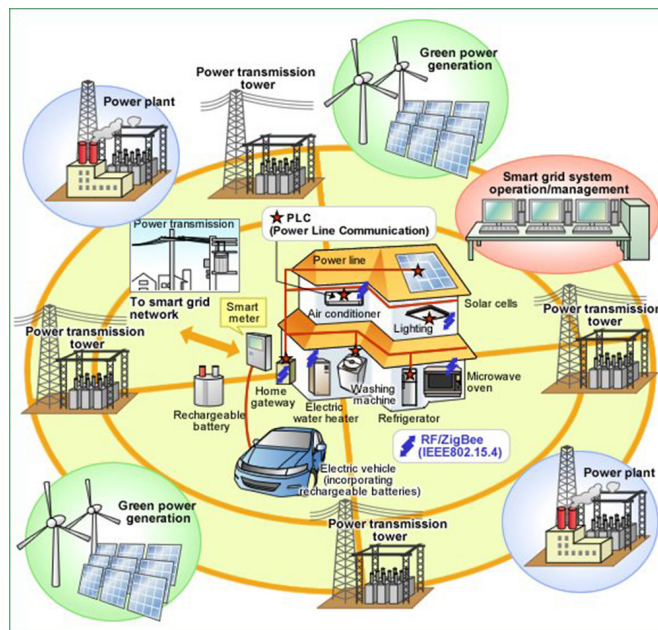 Green power
generation
Power transmission
tower
Power plant
Smart grid system
operation/management
PLC
(Power Line Communication)
Power transmission
Power line
To smart grid
network
Smart
meter
Air conditioner
Solar cells
Lighting
Power transmission
tower
Power transmission
tower
Rechargeable
battery
Home
gateway
Electric
water heater
Washing
machine
Refrigerator
Microwave
oven
RF/ZigBee
(IEEE802.15.4)
Electric vehicle
(incorporating
rechargeable batteries)
Power plant
Green power
generation
Power transmission
tower